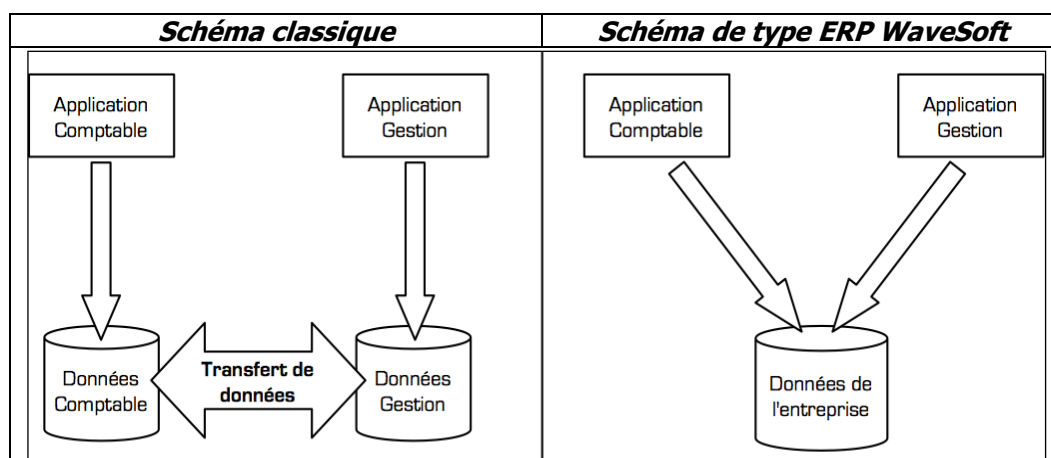 Schéma classique
Schéma de type ERP WaveSoft
Application
Comptable
Application
Gestion
Données
Comptable
Transfert de
données
Données
Gestion
Application
Comptable
Application
Gestion
Données de
l'entreprise